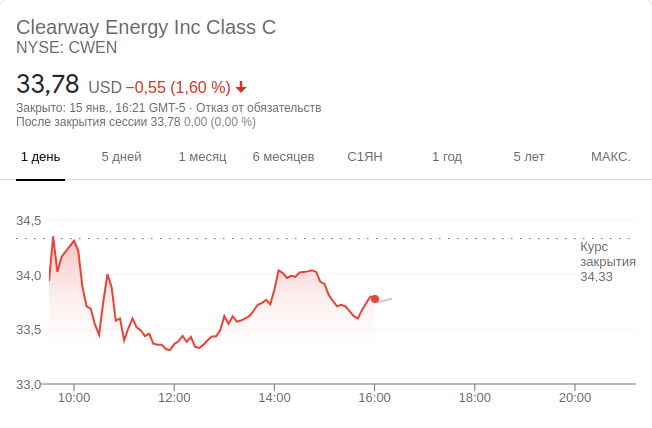 Clearway Energy Inc Class C
NYSE: CWEN
33,78 USD −0,55 (1,60 %)
Закрыто: 15 янв., 16:21 GMT-5 · Отказ от обязательств
После закрытия сессии 33,78 0,00 (0,00 %)
1 день 5 дней 1 месяц 6 месяцев С1ЯН 1 год 5 лет МАКС.
34,5
Курс
закрытия
34,33
34,0
33,5
33,0
10:00 12:00 14:00 16:00 18:00 20:00